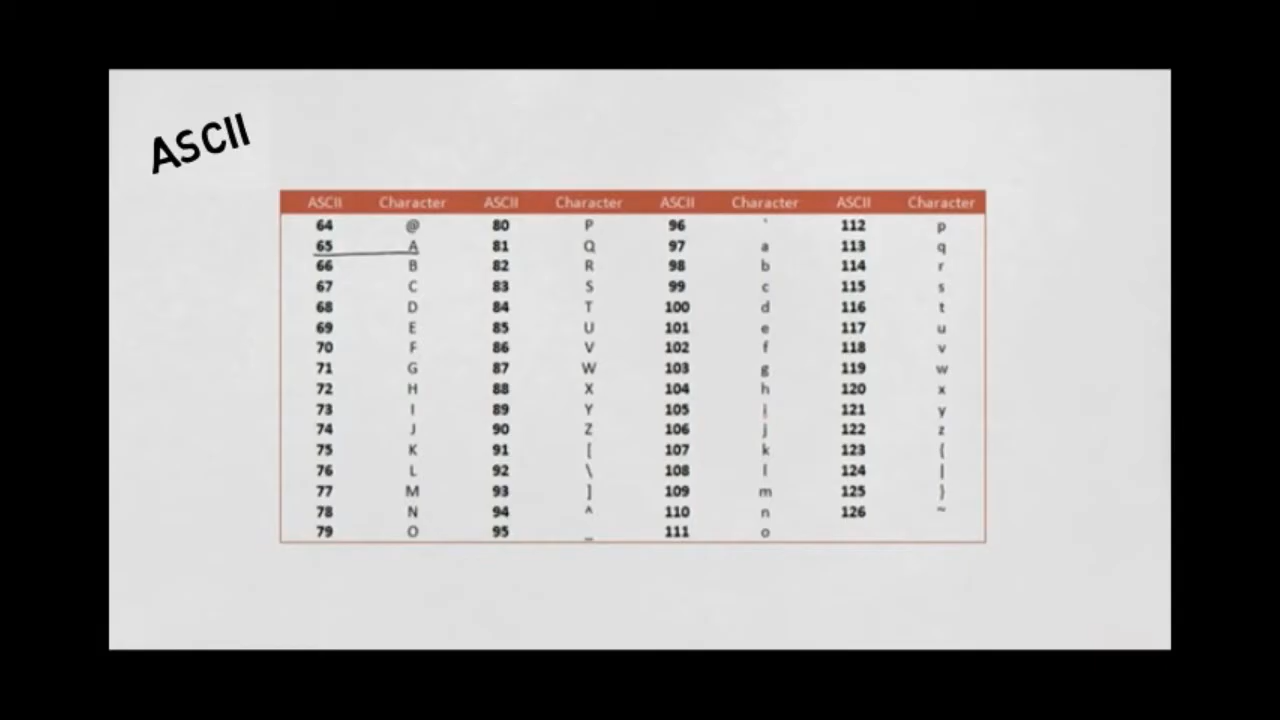 ASCII
ASCII Character ASCII Character ASCII Character ASCII Character
64 @ 80 P 96 ` 112 p
65 A 81 Q 97 a 113 q
66 B 82 R 98 b 114 r
67 C 83 S 99 c 115 s
68 D 84 T 100 d 116 t
69 E 85 U 101 e 117 u
70 F 86 V 102 f 118 v
71 G 87 W 103 g 119 w
72 H 88 X 104 h 120 x
73 I 89 Y 105 i 121 y
74 J 90 Z 106 j 122 z
75 K 91 [ 107 k 123 {
76 L 92 \ 108 l 124 |
77 M 93 ] 109 m 125 }
78 N 94 ^ 110 n 126 ~
79 O 95 _ 111 o